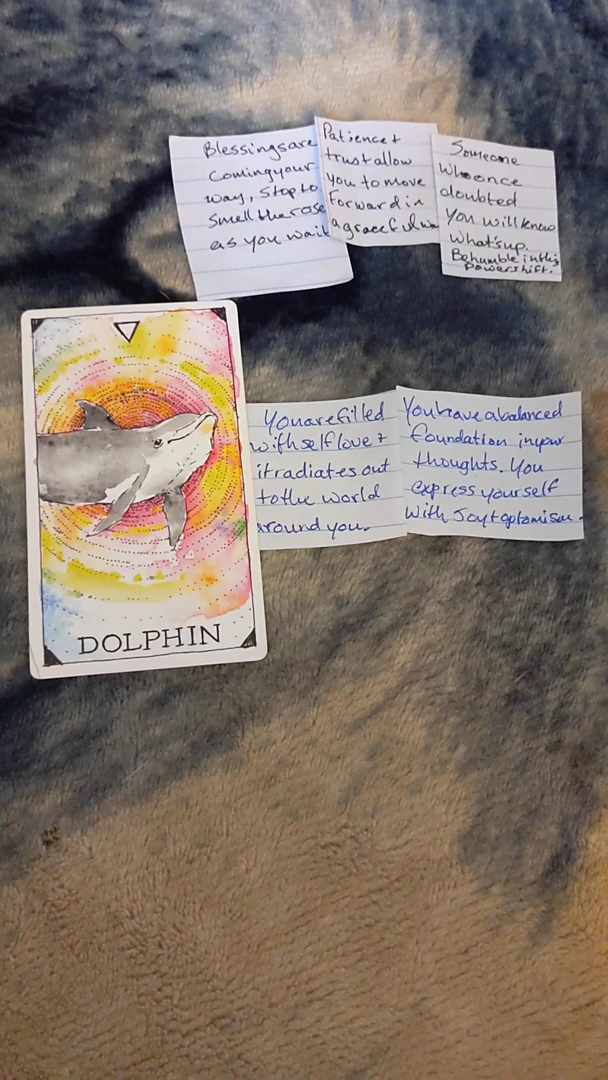 Blessings are
coming your
way, stop to
smell the rose
as you wait
Patience +
trust allow
you to move
forward in
a graceful wa
Someone
Who once
doubted
you will know
what's up.
Be humble in this
power shift.
You are filled
with self love +
it radiates out
to the world
around you.
You have a balanced
foundation in your
thoughts. You
express yourself
with Joy + optomism.
DOLPHIN